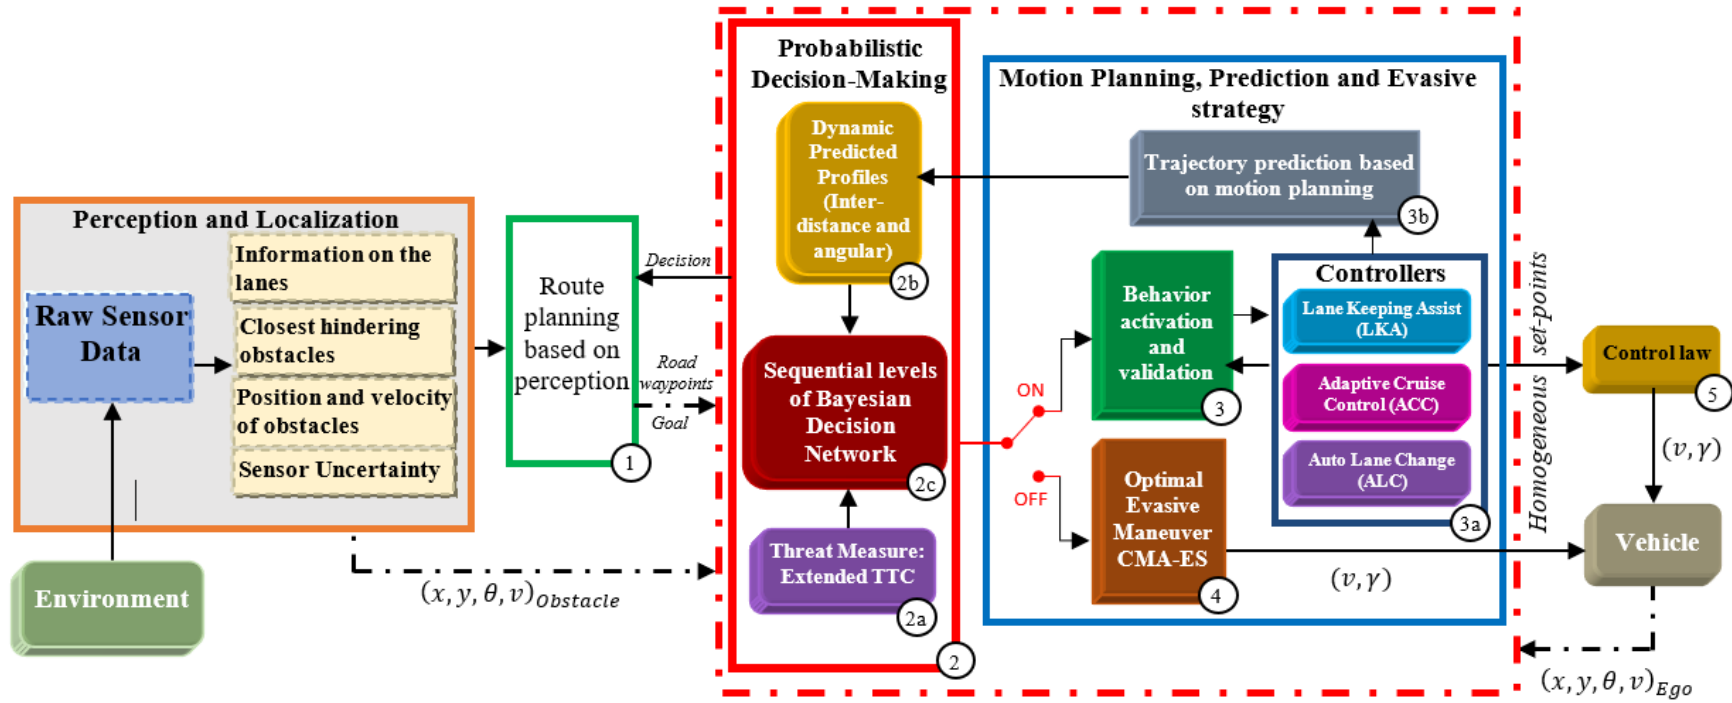 Perception and Localization
Raw Sensor
Data
Information on the
lanes
Closest hindering
obstacles
Position and velocity
of obstacles
Sensor Uncertainty
Environment
(x, y, θ, v)Obstacle
Route
planning
based on
perception
1
Decision
Road
waypoints
Goal
Probabilistic
Decision-Making
Dynamic
Predicted
Profiles
(Inter-
distance and
angular)
2b
Sequential levels
of Bayesian
Decision
Network
2c
Threat Measure:
Extended TTC
2a
2
ON
OFF
Motion Planning, Prediction and Evasive
strategy
Trajectory prediction based
on motion planning
3b
Behavior
activation
and
validation
3
Controllers
Lane Keeping Assist
(LKA)
Adaptive Cruise
Control (ACC)
Auto Lane Change
(ALC)
3a
Optimal
Evasive
Maneuver
CMA-ES
4
(v, γ)
Homogeneous set-points
Control law
5
(v, γ)
Vehicle
(x, y, θ, v)Ego